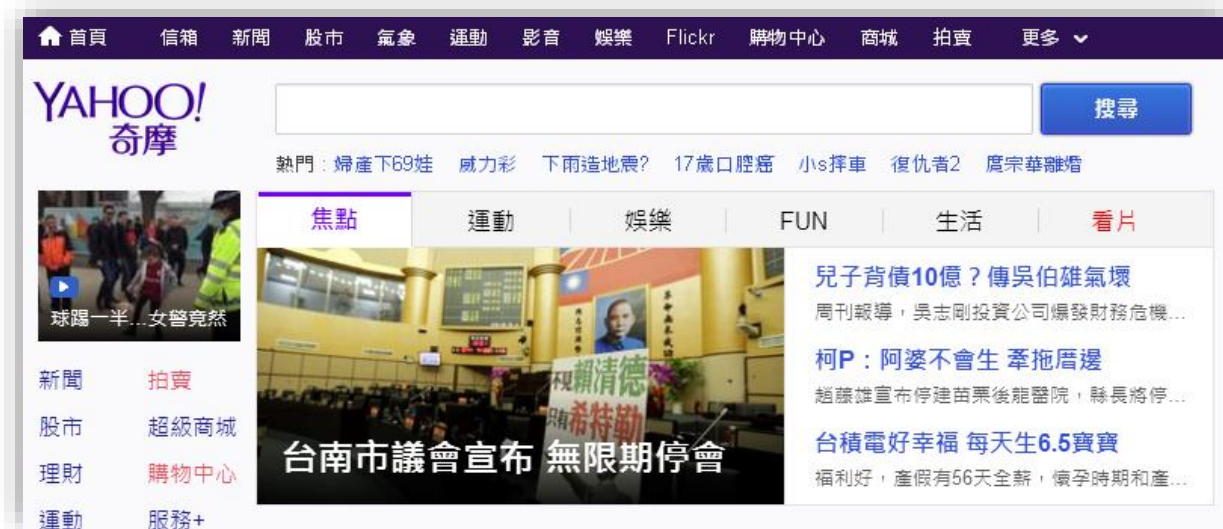 首頁 信箱 新聞 股市 氣象 運動 影音 娛樂 Flickr 購物中心 商城 拍賣 更多
YAHOO!
奇摩
搜尋
熱門：婦產下69娃 威力彩 下雨造地震? 17歲口腔癌 小s摔車 復仇者2 庹宗華離婚
焦點 運動 娛樂 FUN 生活 看片
球踢一半...女警竟然
新聞 拍賣
股市 超級商城
理財 購物中心
運動 服務+
不見賴清德
只有希特勒
台南市議會宣布 無限期停會
兒子背債10億？傳吳伯雄氣壞
周刊報導，吳志剛投資公司爆發財務危機...
柯P：阿婆不會生 牽拖厝邊
趙藤雄宣布停建苗栗後龍醫院，縣長將停...
台積電好幸福 每天生6.5寶寶
福利好，產假有56天全薪，懷孕時期和產...